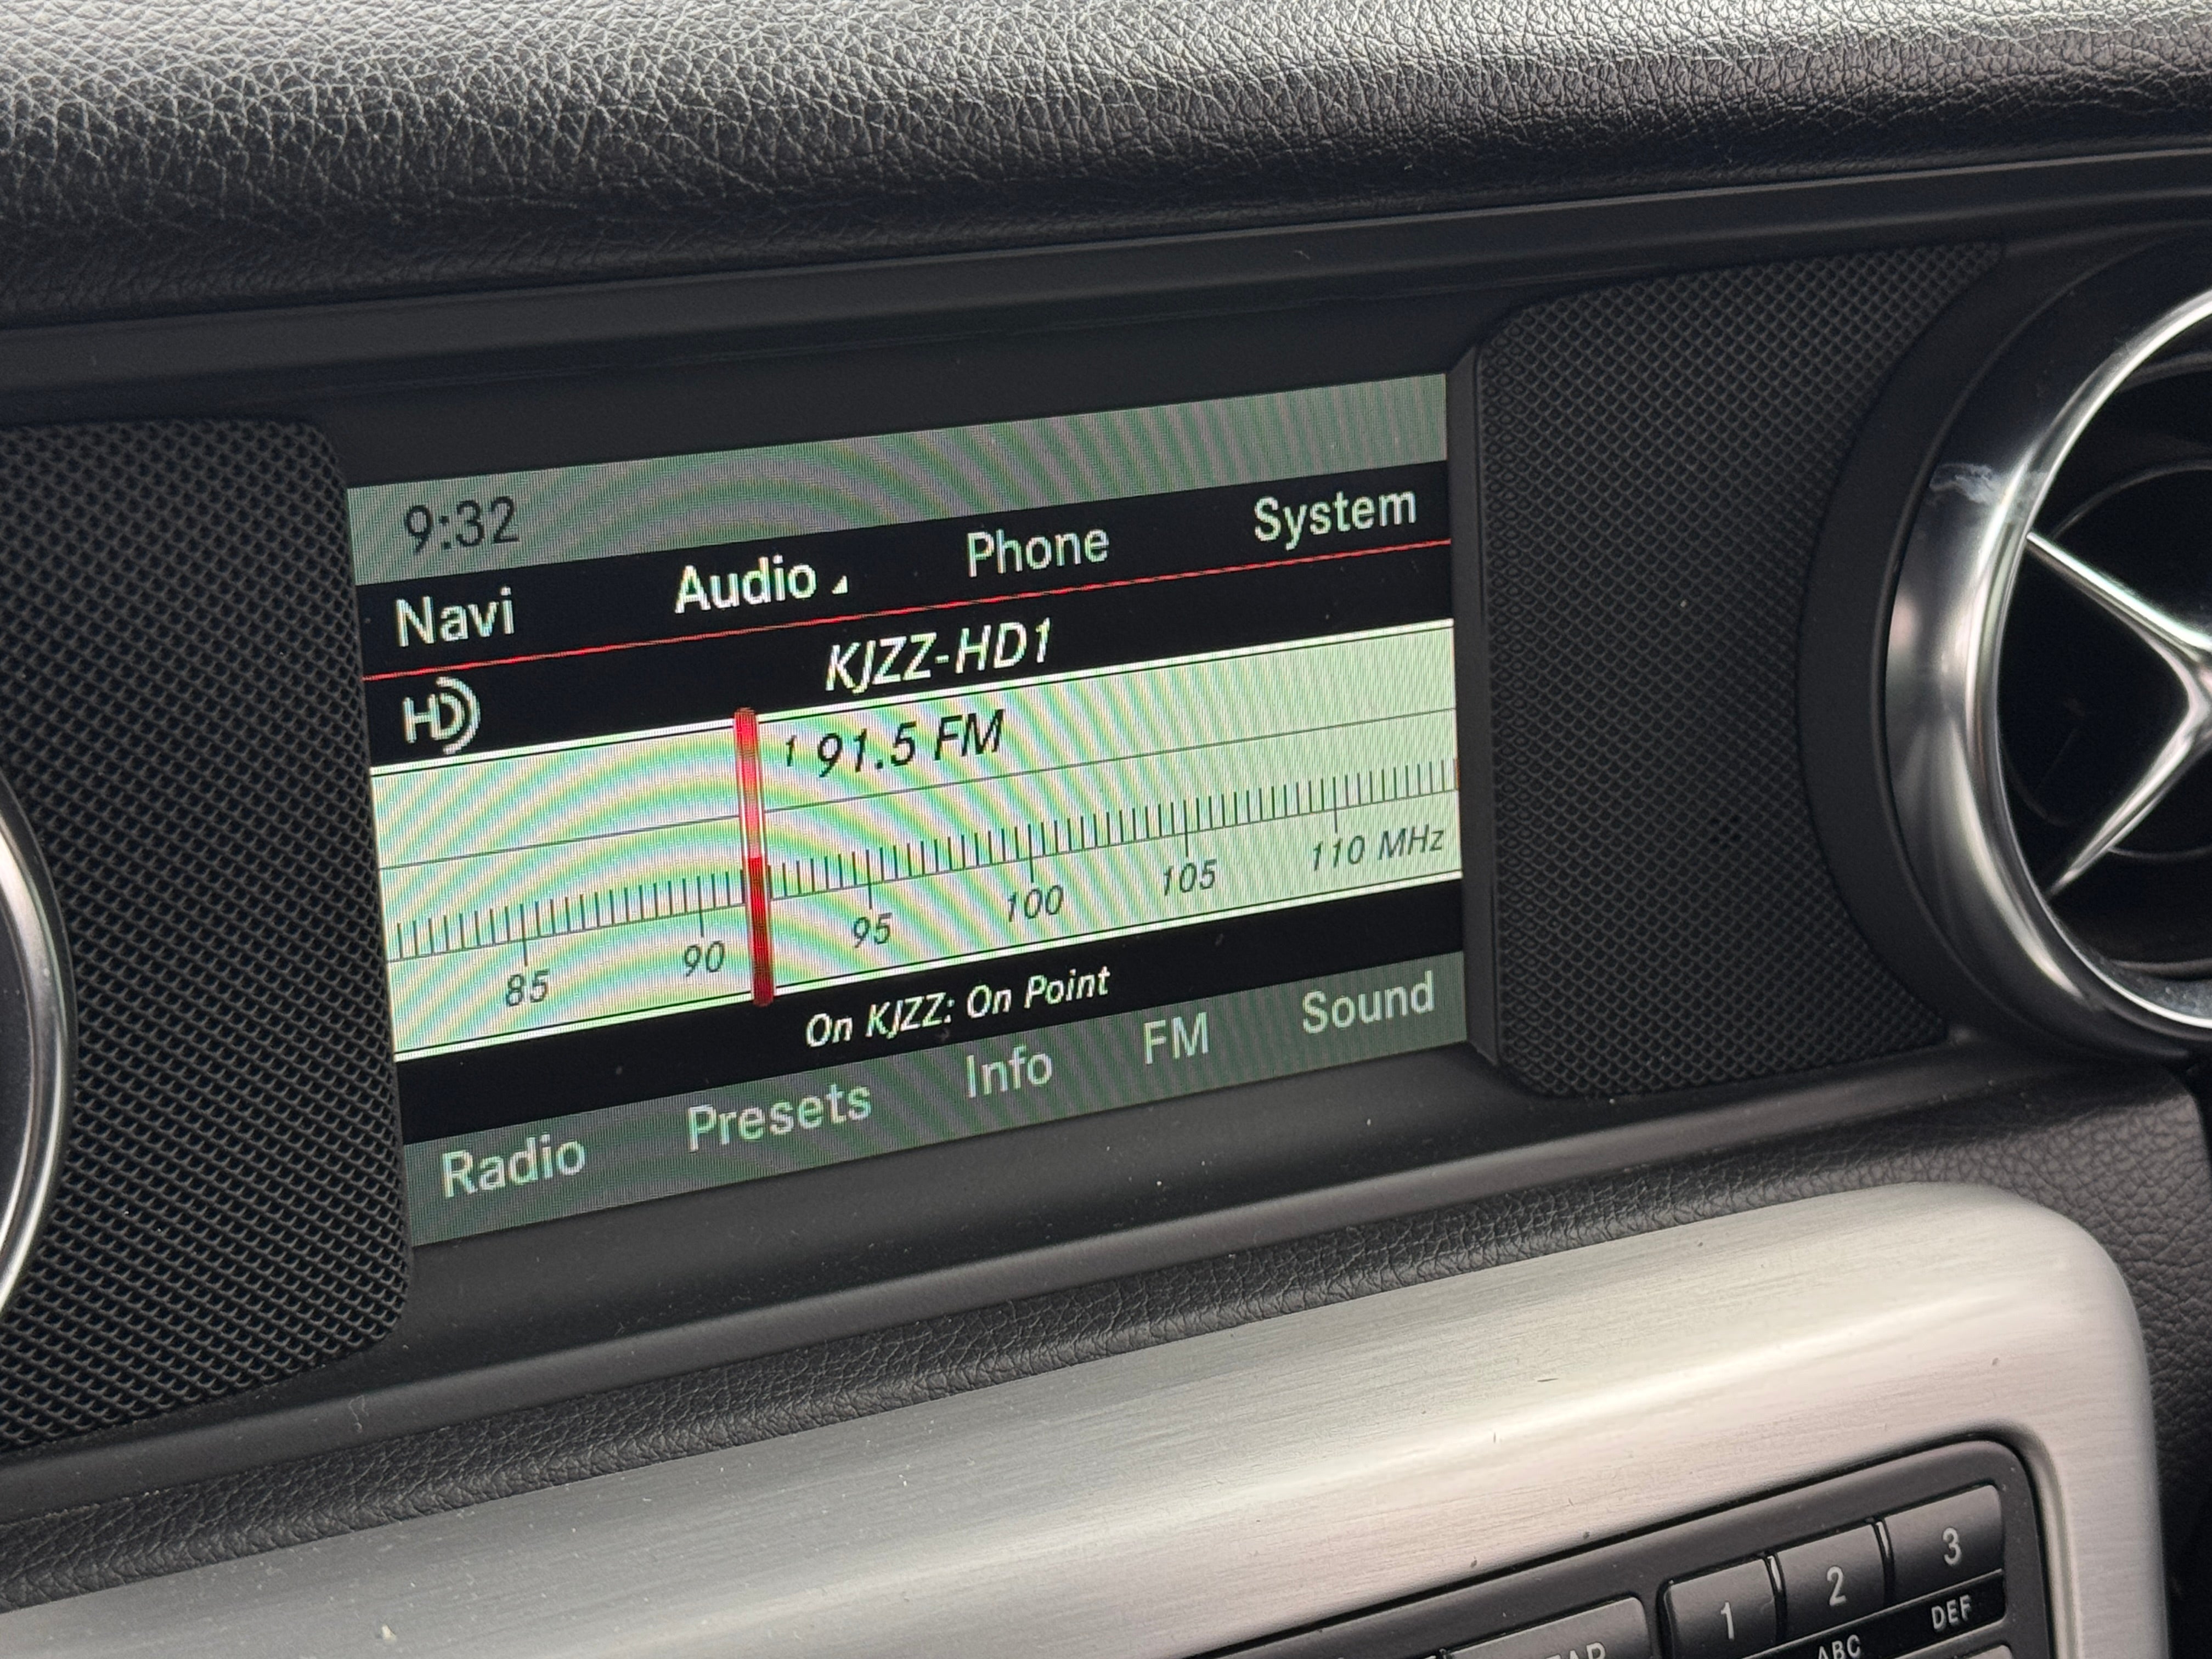 9:32
Navi Audio Phone System
HD KJZZ-HD1
1 91.5 FM
85 90 95 100 105 110 MHz
On KJZZ: On Point
Radio Presets Info FM Sound
1 2 3
ABC DEF